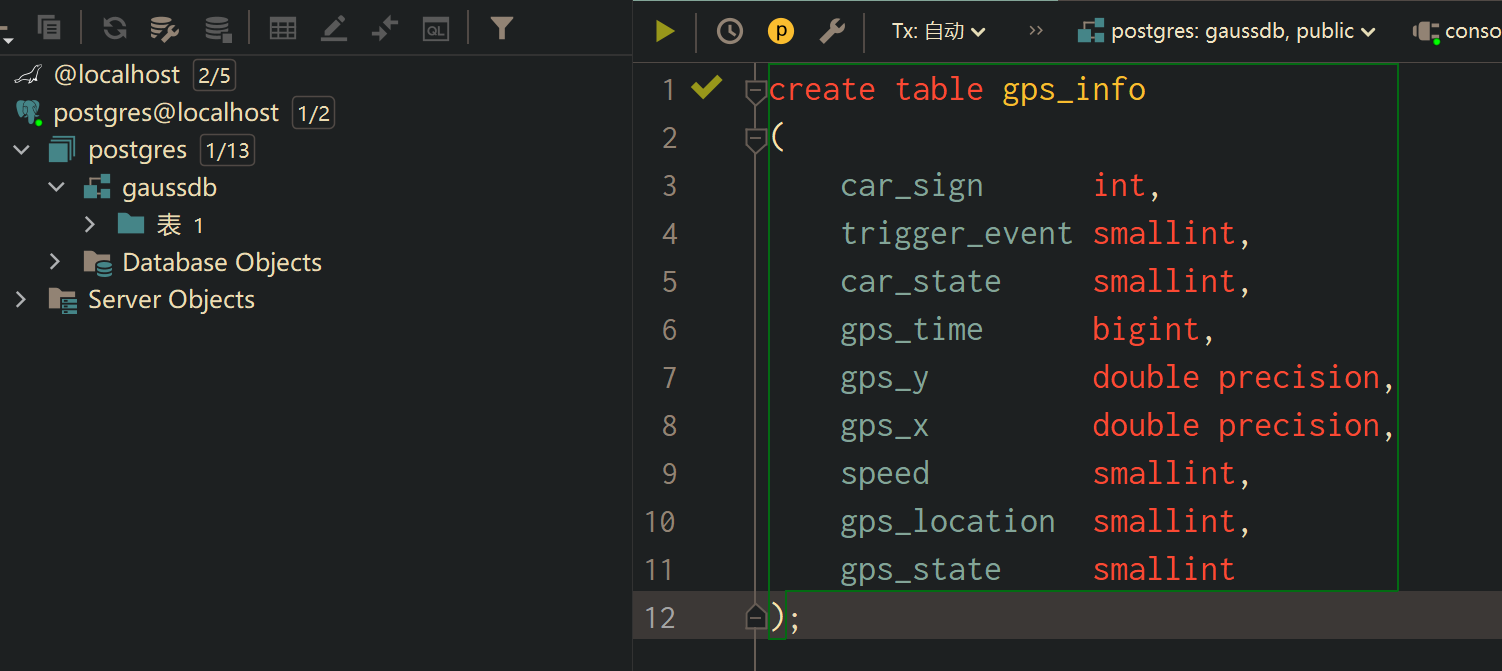 QL
p
Tx: 自动
postgres: gaussdb, public
conso
@localhost 2/5
postgres@localhost 1/2
postgres 1/13
gaussdb
表 1
Database Objects
Server Objects
1 create table gps_info
2 (
3 car_sign int,
4 trigger_event smallint,
5 car_state smallint,
6 gps_time bigint,
7 gps_y double precision,
8 gps_x double precision,
9 speed smallint,
10 gps_location smallint,
11 gps_state smallint
12 );